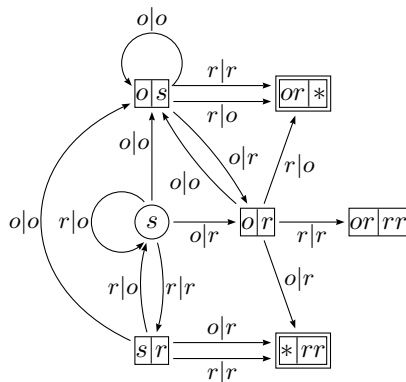 o|o
r|r
o|s or|*
r|o
o|o o|r
o|o r|o
o|o r|o s o|r o|r r|r or|rr
r|o r|r o|r
o|r
s|r *|rr
r|r